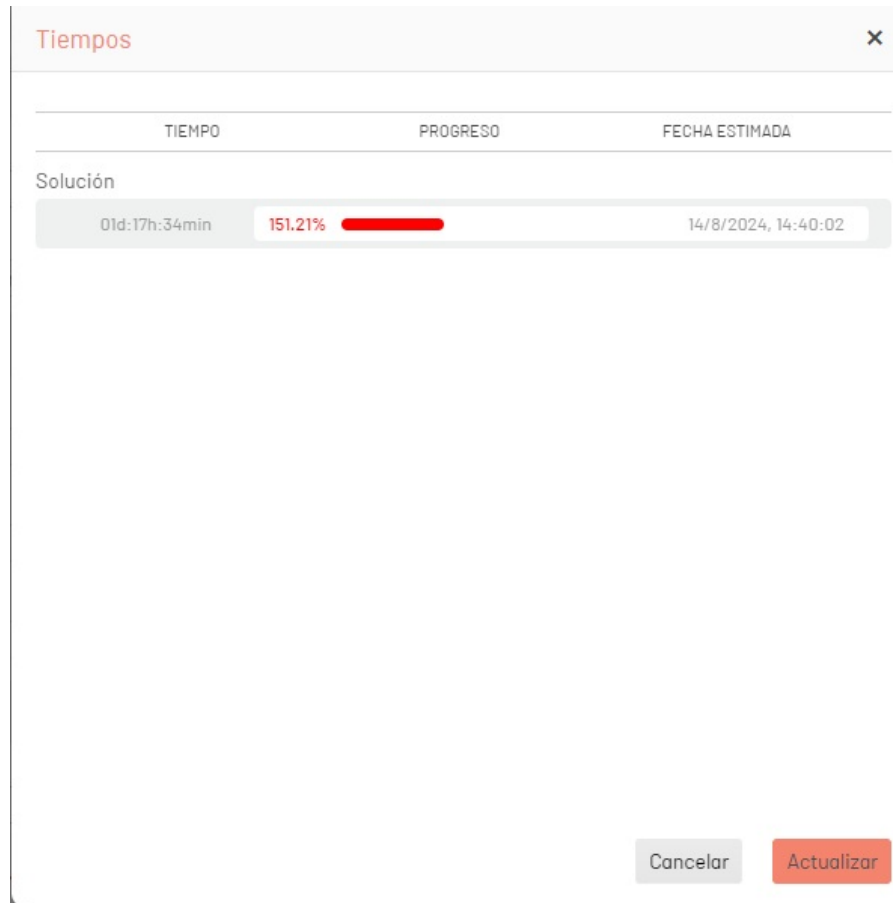 Tiempos ×
TIEMPO PROGRESO FECHA ESTIMADA
Solución
01d:17h:34min 151.21% 14/8/2024, 14:40:02
Cancelar Actualizar